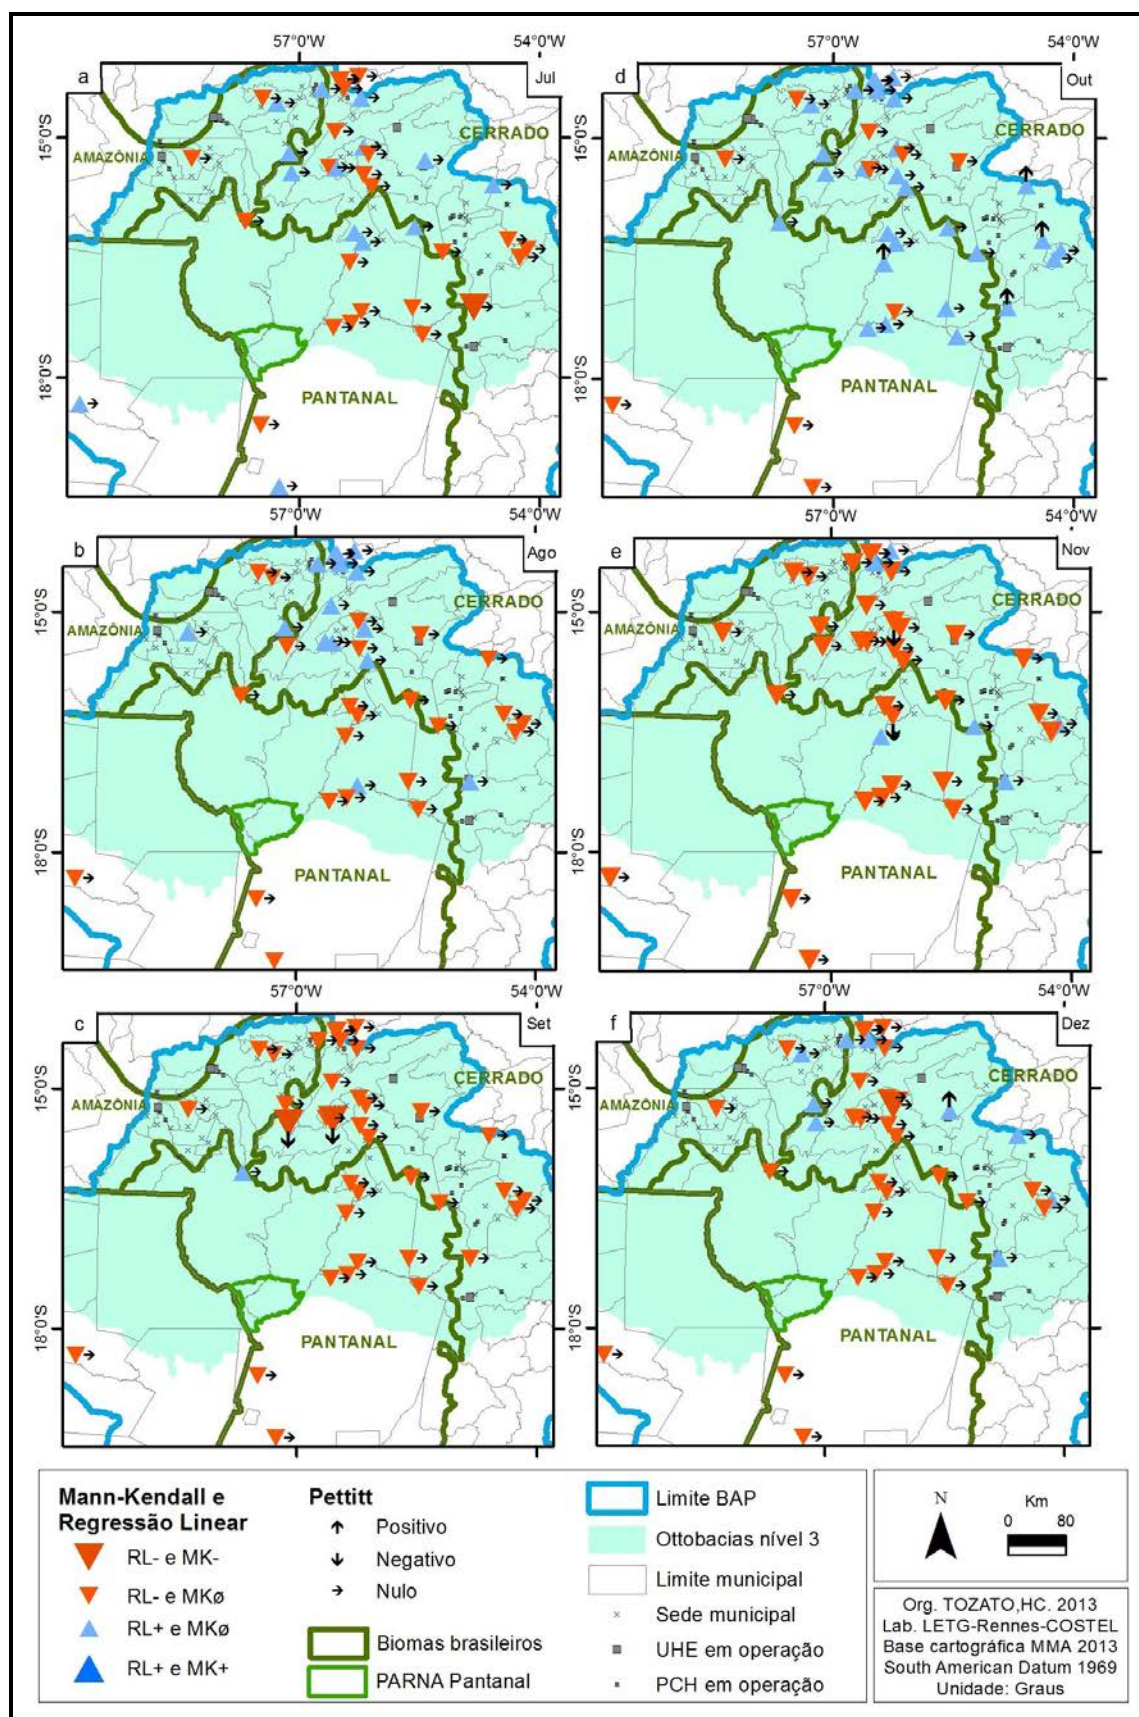 57°0'W 54°0'W 57°0'W 54°0'W
a Jul
15°0'S
18°0'S
AMAZÔNIA
CERRADO
PANTANAL
d Out
15°0'S
18°0'S
AMAZÔNIA
CERRADO
PANTANAL
57°0'W 54°0'W 57°0'W 54°0'W
b Ago
15°0'S
18°0'S
AMAZÔNIA
CERRADO
PANTANAL
e Nov
15°0'S
18°0'S
AMAZÔNIA
CERRADO
PANTANAL
57°0'W 54°0'W 57°0'W 54°0'W
c Set
15°0'S
18°0'S
AMAZÔNIA
CERRADO
PANTANAL
f Dez
15°0'S
18°0'S
AMAZÔNIA
CERRADO
PANTANAL
Mann-Kendall e
Regressão Linear
RL- e MK-
RL- e MKø
RL+ e MKø
RL+ e MK+
Pettitt
Positivo
Negativo
Nulo
Biomas brasileiros
PARNA Pantanal
Limite BAP
Ottobacias nível 3
Limite municipal
Sede municipal
UHE em operação
PCH em operação
N
Km
0 80
Org. TOZATO,HC. 2013
Lab. LETG-Rennes-COSTEL
Base cartográfica MMA 2013
South American Datum 1969
Unidade: Graus